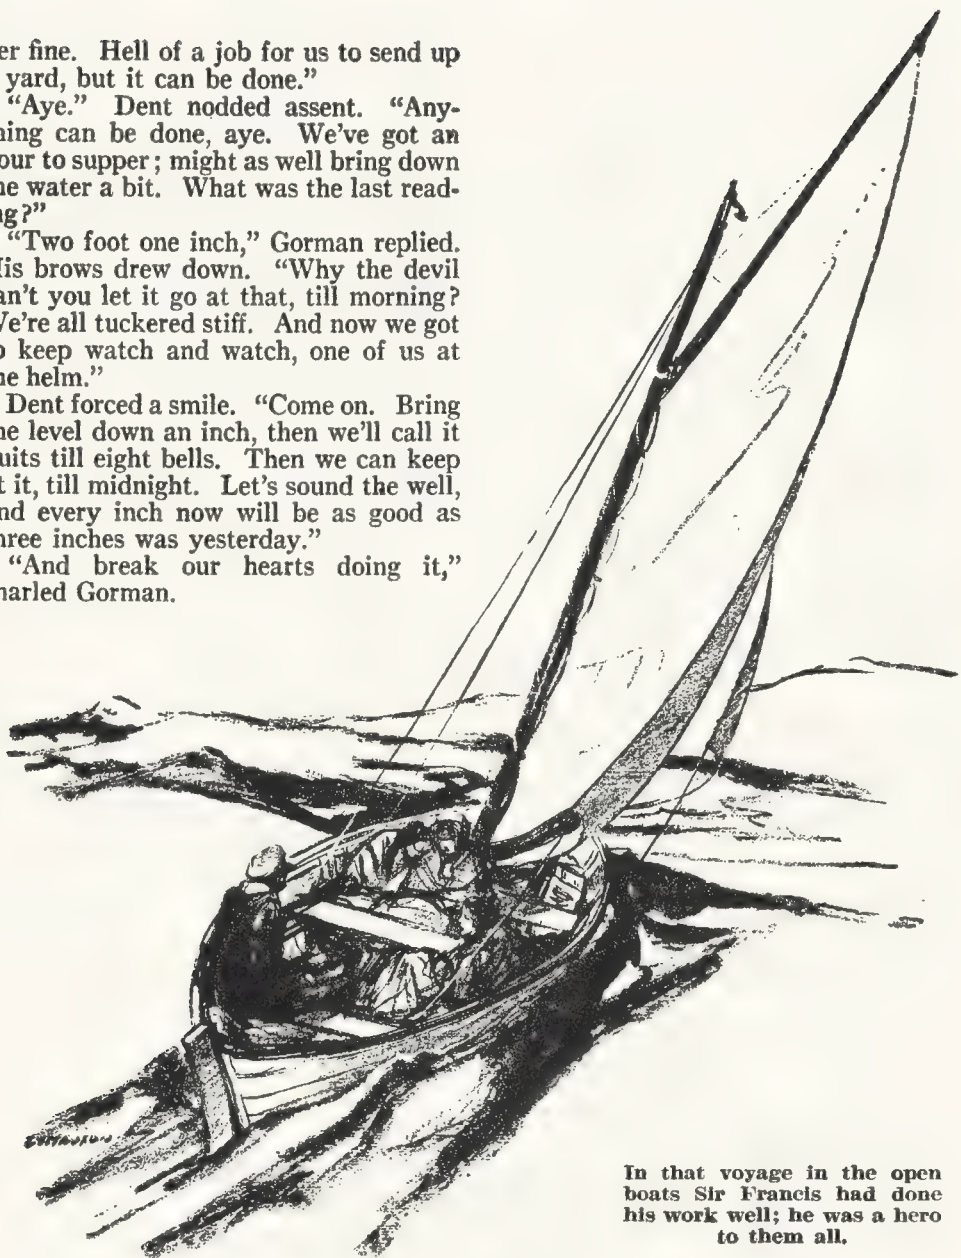 er fine. Hell of a job for us to send up
yard, but it can be done.”
“Aye.” Dent nodded assent. “Any-
ning can be done, aye. We’ve got an
our to supper; might as well bring down
ne water a bit. What was the last read-
ng?”
“Two foot one inch,” Gorman replied.
lis brows drew down. “Why the devil
an’t you let it go at that, till morning?
Ve’re all tuckered stiff. And now we got
o keep watch and watch, one of us at
ne helm.”
Dent forced a smile. “Come on. Bring
ne level down an inch, then we’ll call it
uits till eight bells. Then we can keep
t it, till midnight. Let’s sound the well,
nd every inch now will be as good as
hree inches was yesterday.”
“And break our hearts doing it,”
narled Gorman.
In that voyage in the open
boats Sir Francis had done
his work well; he was a hero
to them all.